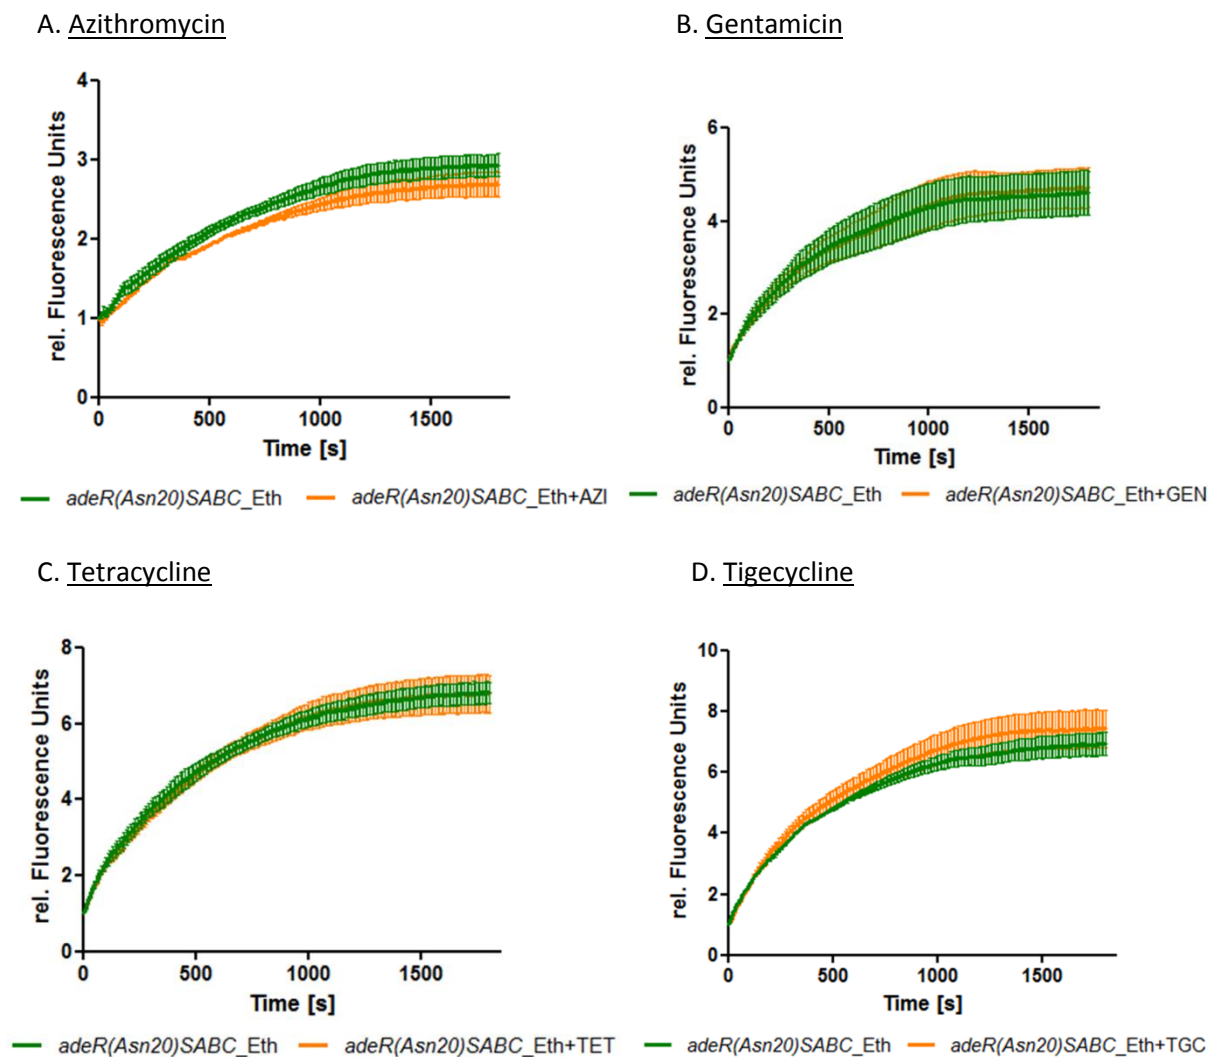 A. Azithromycin
B. Gentamicin
rel. Fluorescence Units
4
3
2
1
0
0 500 1000 1500
Time [s]
rel. Fluorescence Units
6
4
2
0
0 500 1000 1500
Time [s]
adeR(Asn20)SABC_Eth adeR(Asn20)SABC_Eth+AZI adeR(Asn20)SABC_Eth adeR(Asn20)SABC_Eth+GEN
C. Tetracycline
D. Tigecycline
rel. Fluorescence Units
8
6
4
2
0
0 500 1000 1500
Time [s]
rel. Fluorescence Units
10
8
6
4
2
0
0 500 1000 1500
Time [s]
adeR(Asn20)SABC_Eth adeR(Asn20)SABC_Eth+TET adeR(Asn20)SABC_Eth adeR(Asn20)SABC_Eth+TGC